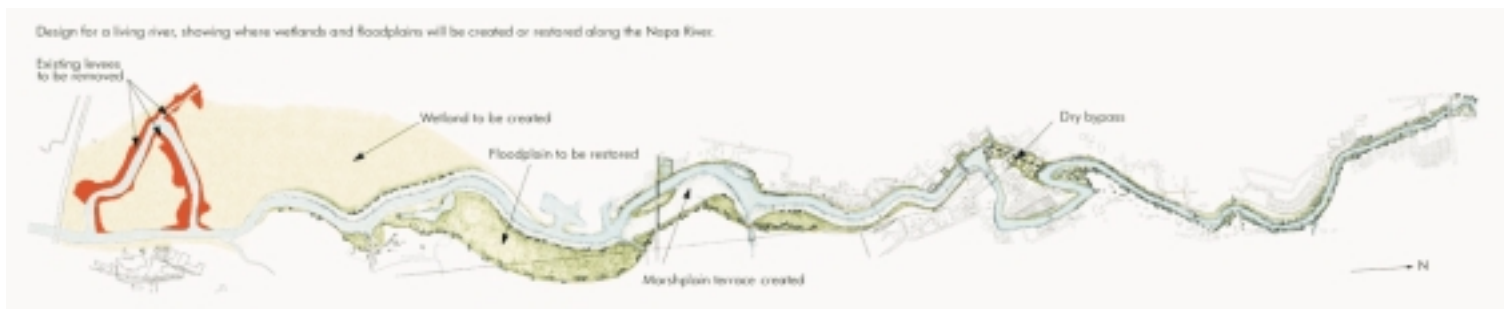 Design for a living river, showing where wetlands and floodplains will be created or restored along the Napa River.
Existing levees
to be removed
Wetland to be created
Dry bypass
Floodplain to be restored
Marshplain terrace created
N